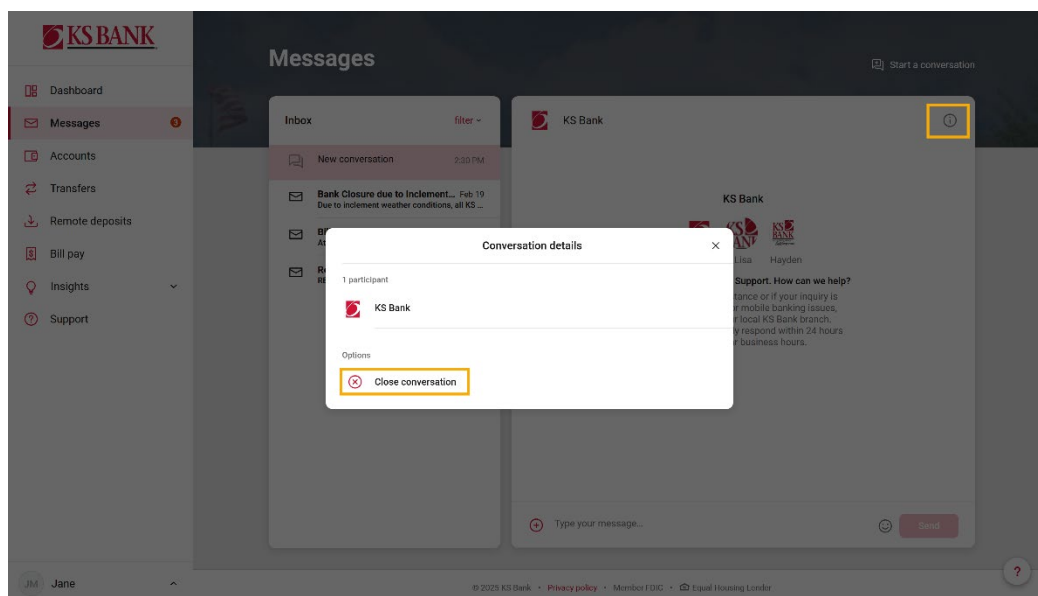 KS BANK
Messages
Start a conversation
Dashboard
Messages 3
Accounts
Transfers
Remote deposits
Bill pay
Insights
Support
Inbox filter
New conversation 2:20 PM
Bank Closure due to Inclement... Feb 19
Due to inclement weather conditions, all KS ...
KS Bank
KS Bank
KS BANK
Lisa Hayden
Support. How can we help?
tance or if your inquiry is
r mobile banking issues,
r local KS Bank branch.
y respond within 24 hours
r business hours.
Conversation details
1 participant
KS Bank
Options
Close conversation
Type your message...
Send
JM Jane
© 2025 KS Bank • Privacy policy • Member FDIC • Equal Housing Lender
?